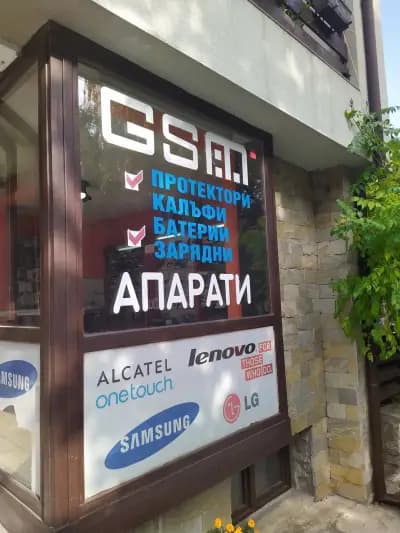 GSM
ПРОТЕКТОРИ
КАЛЪФИ
БАТЕРИИ
ЗАРЯДНИ
АПАРАТИ
ALCATEL
onetouch.
lenovo FOR
THOSE
WHO DO.
SAMSUNG
LG
SAMSUNG